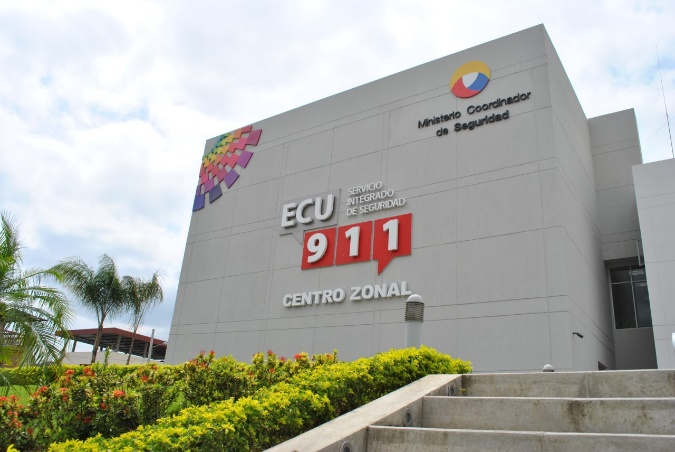 Ministerio Coordinador
de Seguridad
ECU
SERVICIO
INTEGRADO
DE SEGURIDAD
911
CENTRO ZONAL